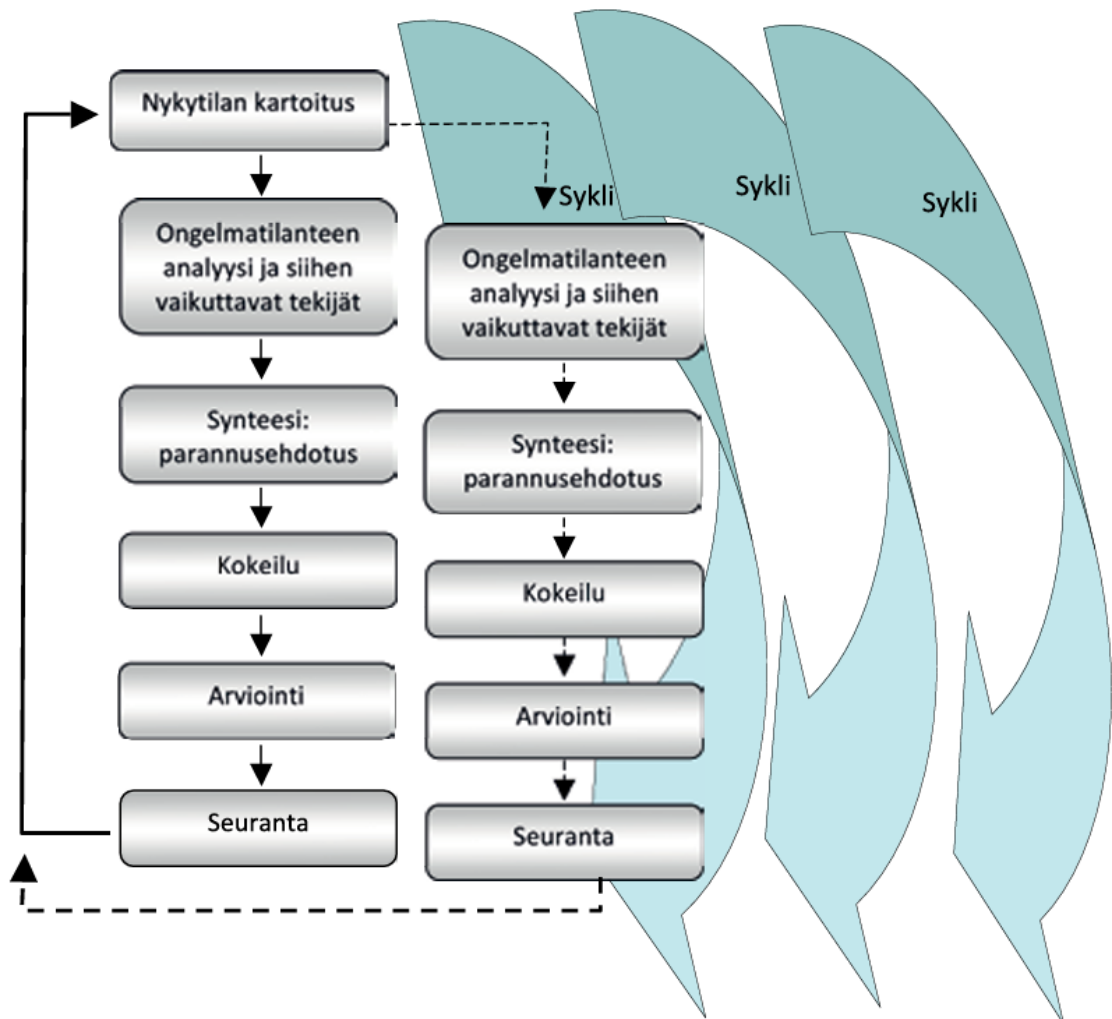 Nykytilan kartoitus
Ongelmatilanteen
analyysi ja siihen
vaikuttavat tekijät
Synteesi:
parannusehdotus
Kokeilu
Arviointi
Seuranta
Ongelmatilanteen
analyysi ja siihen
vaikuttavat tekijät
Synteesi:
parannusehdotus
Kokeilu
Arviointi
Seuranta
Sykli
Sykli
Sykli